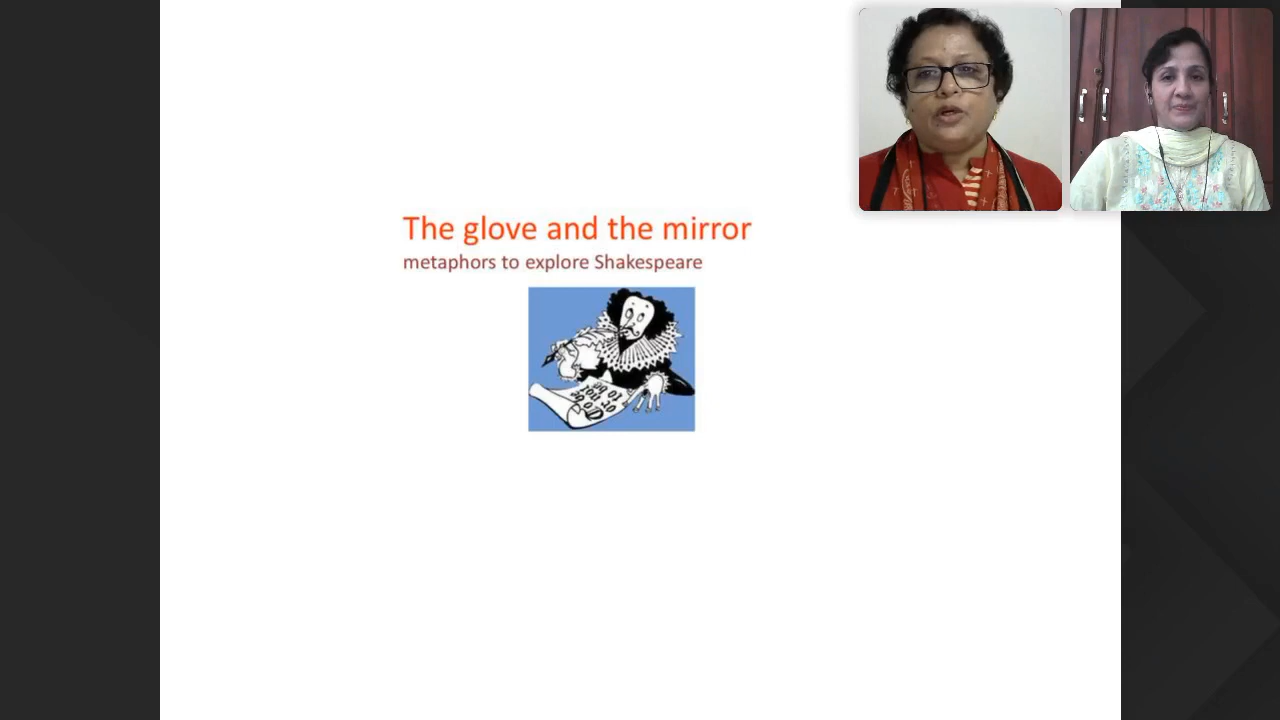 The glove and the mirror
metaphors to explore Shakespeare